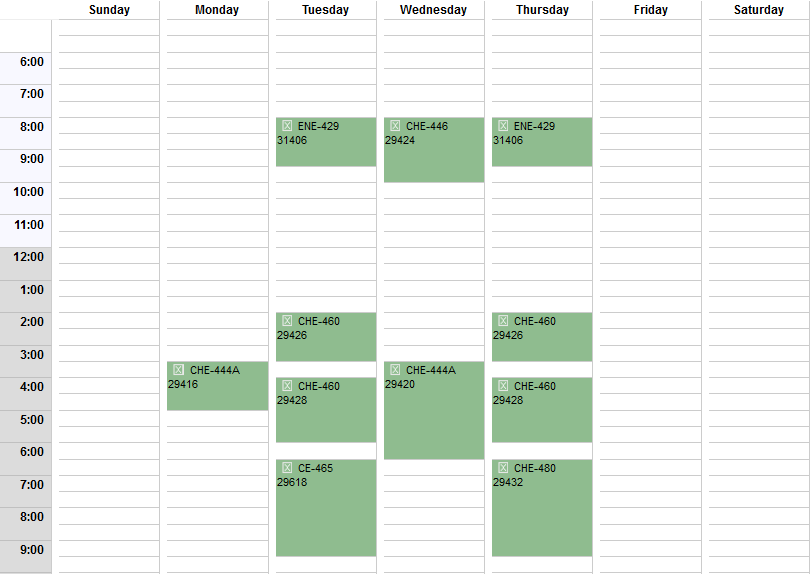 Sunday Monday Tuesday Wednesday Thursday Friday Saturday
6:00
7:00
8:00
ENE-429
31406
CHE-446
29424
ENE-429
31406
9:00
10:00
11:00
12:00
1:00
2:00
CHE-460
29426
CHE-460
29426
3:00
CHE-444A
29416
CHE-444A
29420
4:00
CHE-460
29428
CHE-460
29428
5:00
6:00
CE-465
29618
CHE-480
29432
7:00
8:00
9:00